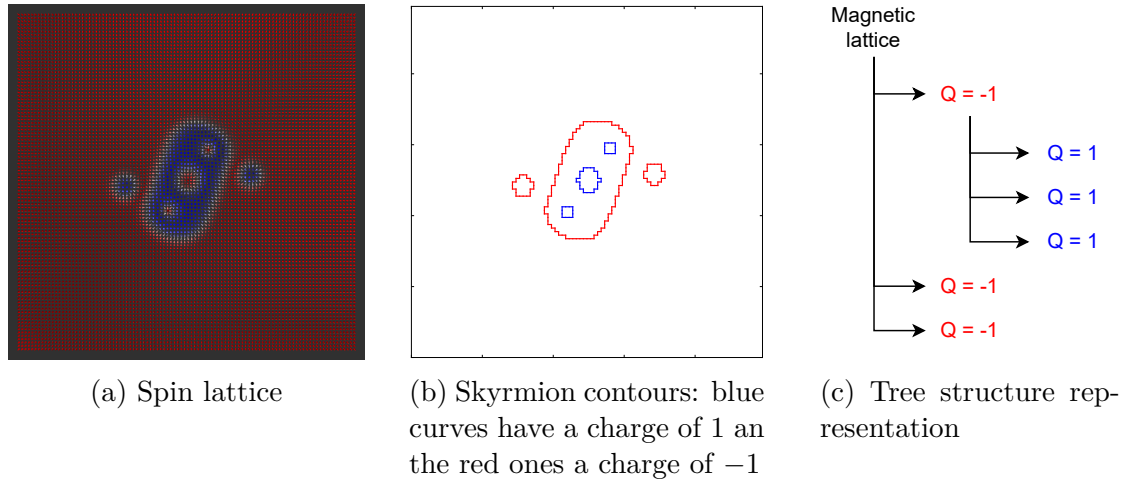 Magnetic
lattice
Q = -1
Q = 1
Q = 1
Q = 1
Q = -1
Q = -1
(a) Spin lattice
(b) Skyrmion contours: blue
curves have a charge of 1 an
the red ones a charge of −1
(c) Tree structure rep-
resentation